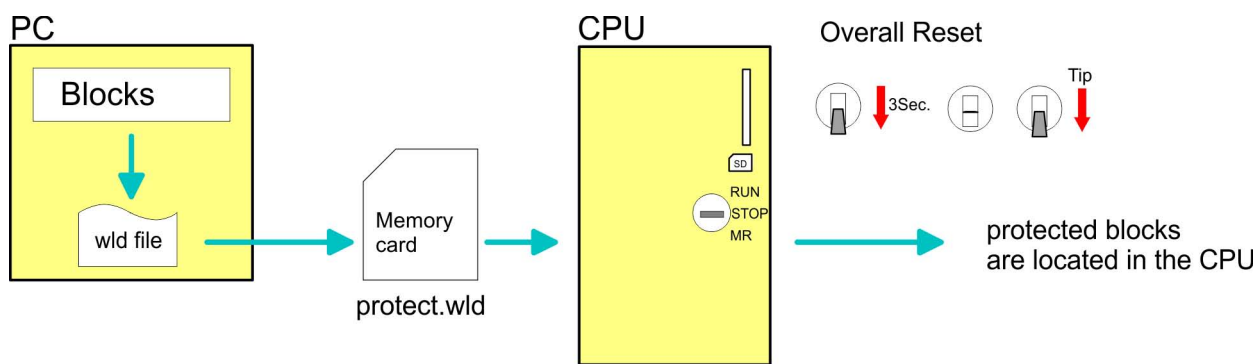 PC
Blocks
wld file
Memory
card
protect.wld
CPU
SD
RUN
STOP
MR
Overall Reset
3Sec.
Tip
protected blocks
are located in the CPU